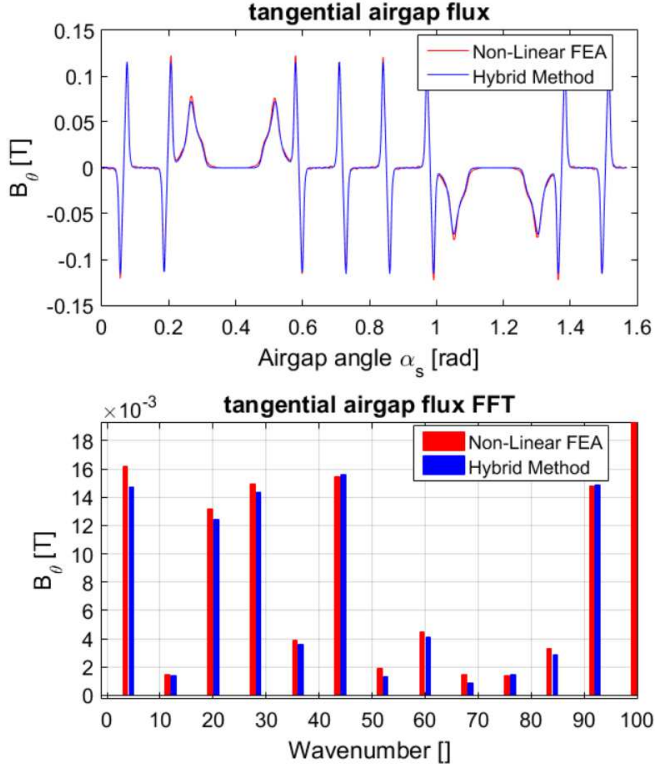 tangential airgap flux
0.15
0.1
0.05
0
-0.05
-0.1
-0.15
B_θ [T]
Non-Linear FEA
Hybrid Method
0 0.2 0.4 0.6 0.8 1 1.2 1.4 1.6
Airgap angle α_s [rad]
×10^-3
tangential airgap flux FFT
18
16
14
12
10
8
6
4
2
0
B_θ [T]
Non-Linear FEA
Hybrid Method
0 10 20 30 40 50 60 70 80 90 100
Wavenumber []